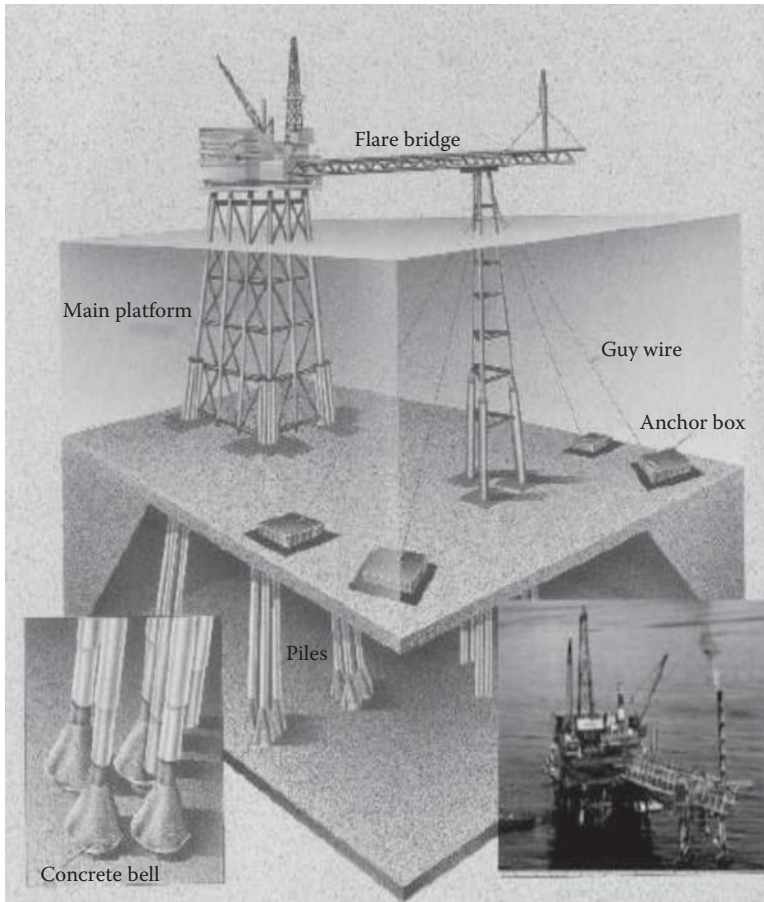 Flare bridge
Main platform
Guy wire
Anchor box
Piles
Concrete bell